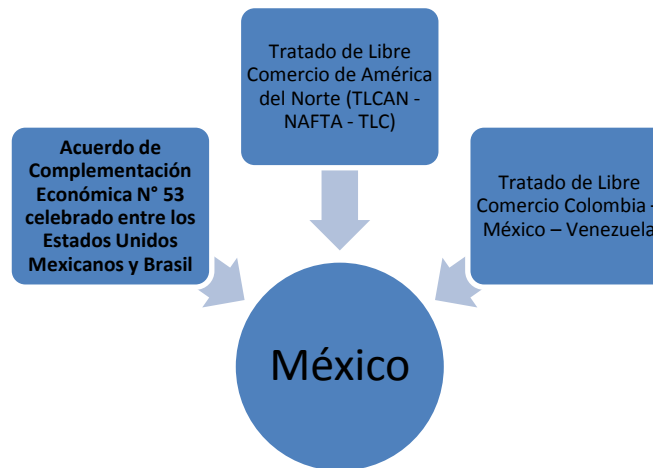 Tratado de Libre
Comercio de América
del Norte (TLCAN -
NAFTA - TLC)
Acuerdo de
Complementación
Económica N° 53
celebrado entre los
Estados Unidos
Mexicanos y Brasil
Tratado de Libre
Comercio Colombia –
México – Venezuela
México